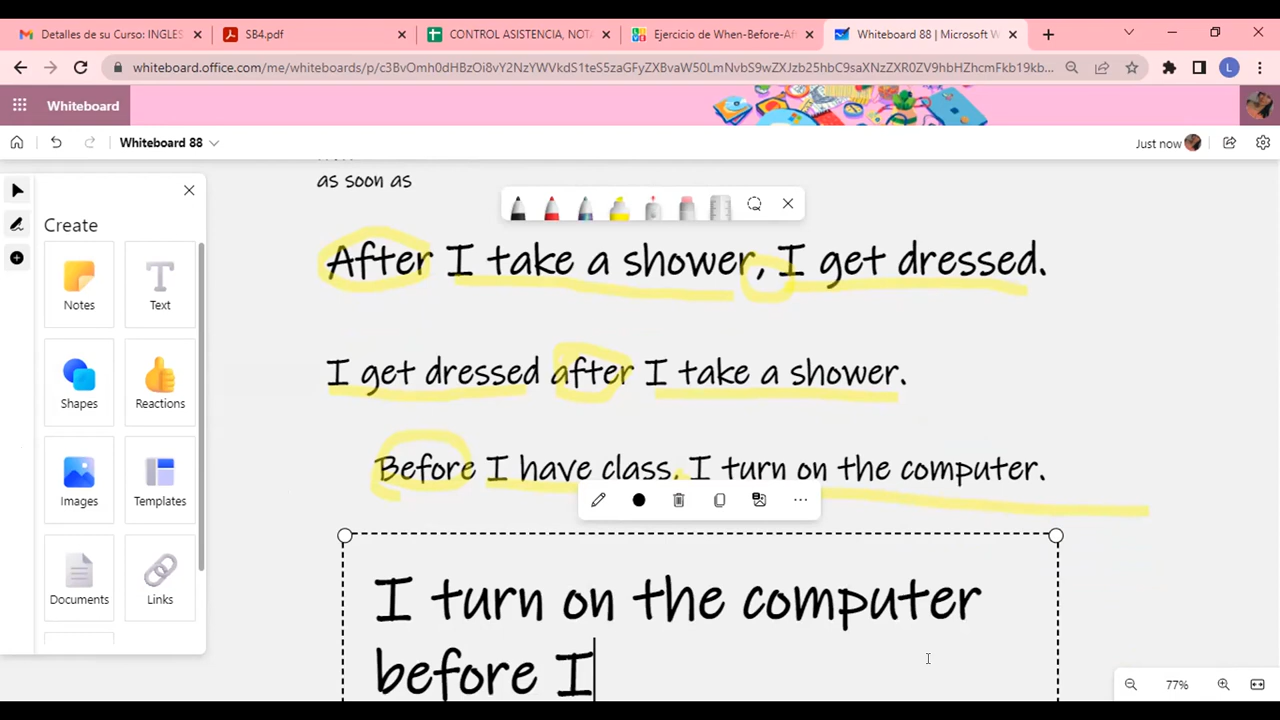 Detalles de su Curso: INGLES
SB4.pdf
CONTROL ASISTENCIA, NOTA
Ejercicio de When-Before-Af
Whiteboard 88 | Microsoft W
whiteboard.office.com/me/whiteboards/p/c3BvOmh0dHBzOi8vY2NzYWVkdS1teS5zaGFyZXBvaW50LmNvbS9wZXJzb25hbC9saXNzZXR0ZV9hbHZhcmFkb19kb...
L
Whiteboard
Whiteboard 88
Just now
Create
Notes
Text
Shapes
Reactions
Images
Templates
Documents
Links
as soon as
After I take a shower, I get dressed.
I get dressed after I take a shower.
Before I have class, I turn on the computer.
I turn on the computer
before I
77%